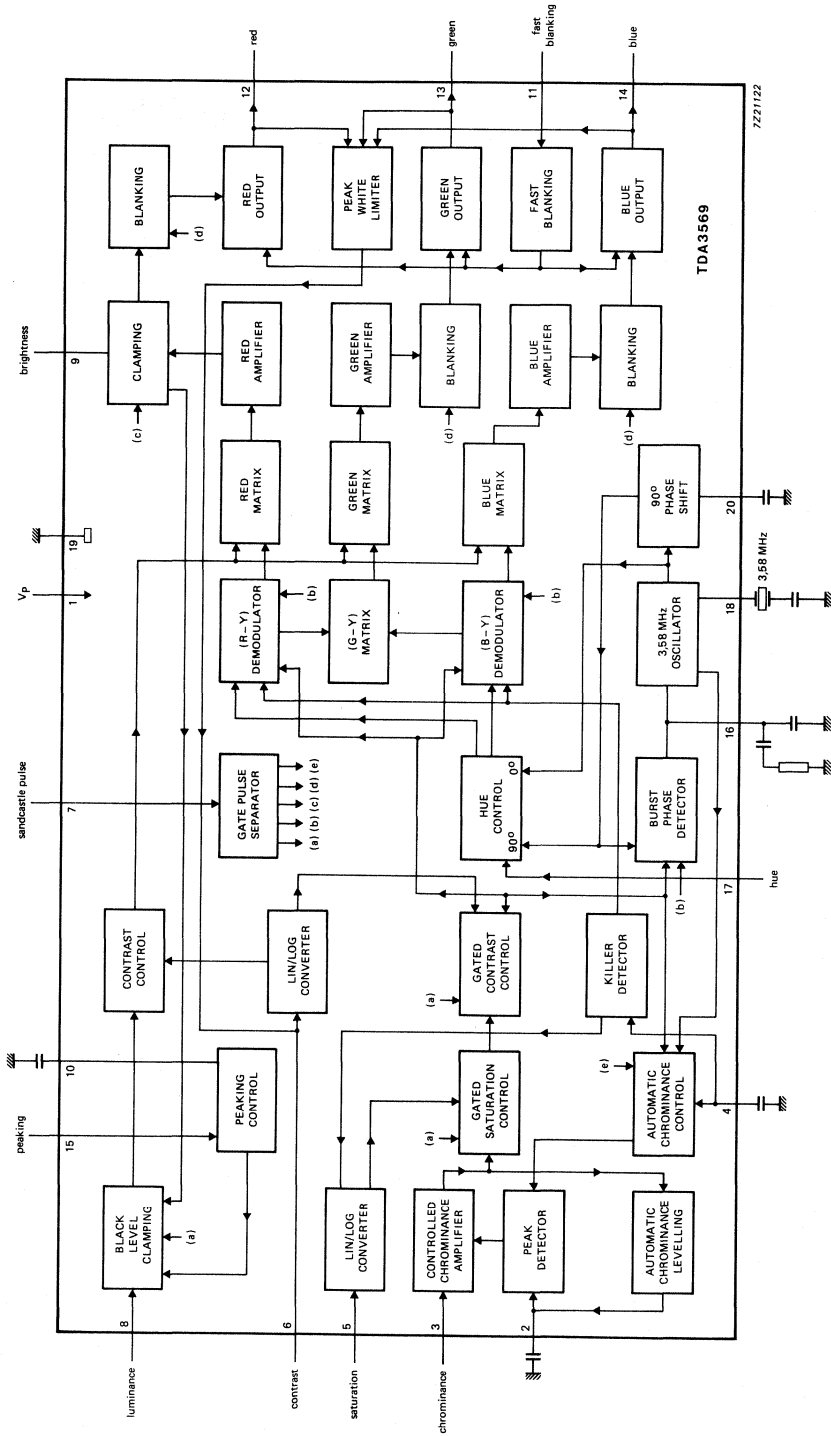 luminance
8
BLACK
LEVEL
CLAMPING
(a)
peaking
15
10
PEAKING
CONTROL
CONTRAST
CONTROL
contrast
6
LIN/LOG
CONVERTER
saturation
5
LIN/LOG
CONVERTER
chrominance
3
CONTROLLED
CHROMINANCE
AMPLIFIER
(a)
GATED
SATURATION
CONTROL
(a)
GATED
CONTRAST
CONTROL
2
PEAK
DETECTOR
AUTOMATIC
CHROMINANCE
LEVELLING
(e)
AUTOMATIC
CHROMINANCE
CONTROL
4
KILLER
DETECTOR
sandcastle pulse
7
GATE PULSE
SEPARATOR
(a) (b) (c) (d) (e)
HUE
CONTROL
90°
0°
17
hue
(b)
BURST
PHASE
DETECTOR
16
3,58 MHz
OSCILLATOR
18
3,58 MHz
90°
PHASE
SHIFT
20
VP
1
19
(R–Y)
DEMODULATOR
(b)
(G–Y)
MATRIX
(B–Y)
DEMODULATOR
(b)
RED
MATRIX
GREEN
MATRIX
BLUE
MATRIX
brightness
9
(c)
CLAMPING
RED
AMPLIFIER
GREEN
AMPLIFIER
(d)
BLANKING
BLUE
AMPLIFIER
(d)
BLANKING
BLANKING
(d)
RED
OUTPUT
PEAK
WHITE
LIMITER
GREEN
OUTPUT
FAST
BLANKING
BLUE
OUTPUT
TDA3569
12
red
13
green
11
fast
blanking
14
blue
7Z21122